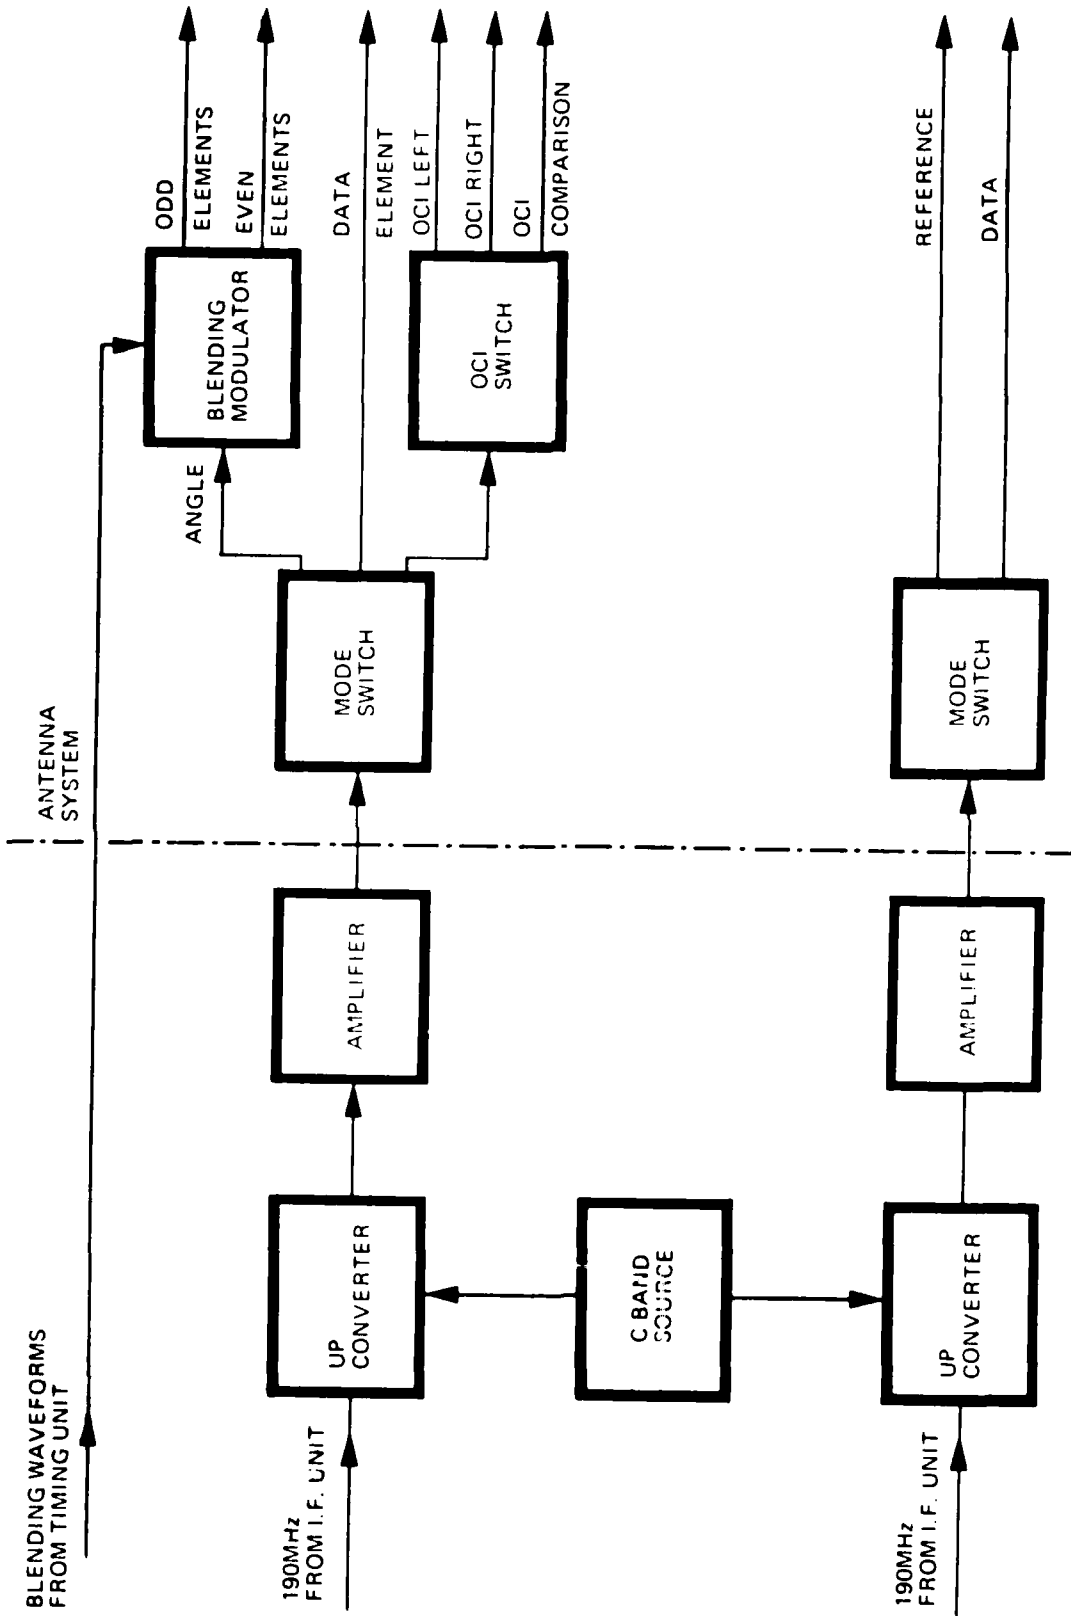 BLENDING WAVEFORMS
FROM TIMING UNIT
ANTENNA
SYSTEM
190MHz
FROM I.F. UNIT
UP
CONVERTER
AMPLIFIER
MODE
SWITCH
ANGLE
BLENDING
MODULATOR
ODD
ELEMENTS
EVEN
ELEMENTS
DATA
ELEMENT
OCI
SWITCH
OCI LEFT
OCI RIGHT
OCI
COMPARISON
C BAND
SOURCE
190MHz
FROM I.F. UNIT
UP
CONVERTER
AMPLIFIER
MODE
SWITCH
REFERENCE
DATA